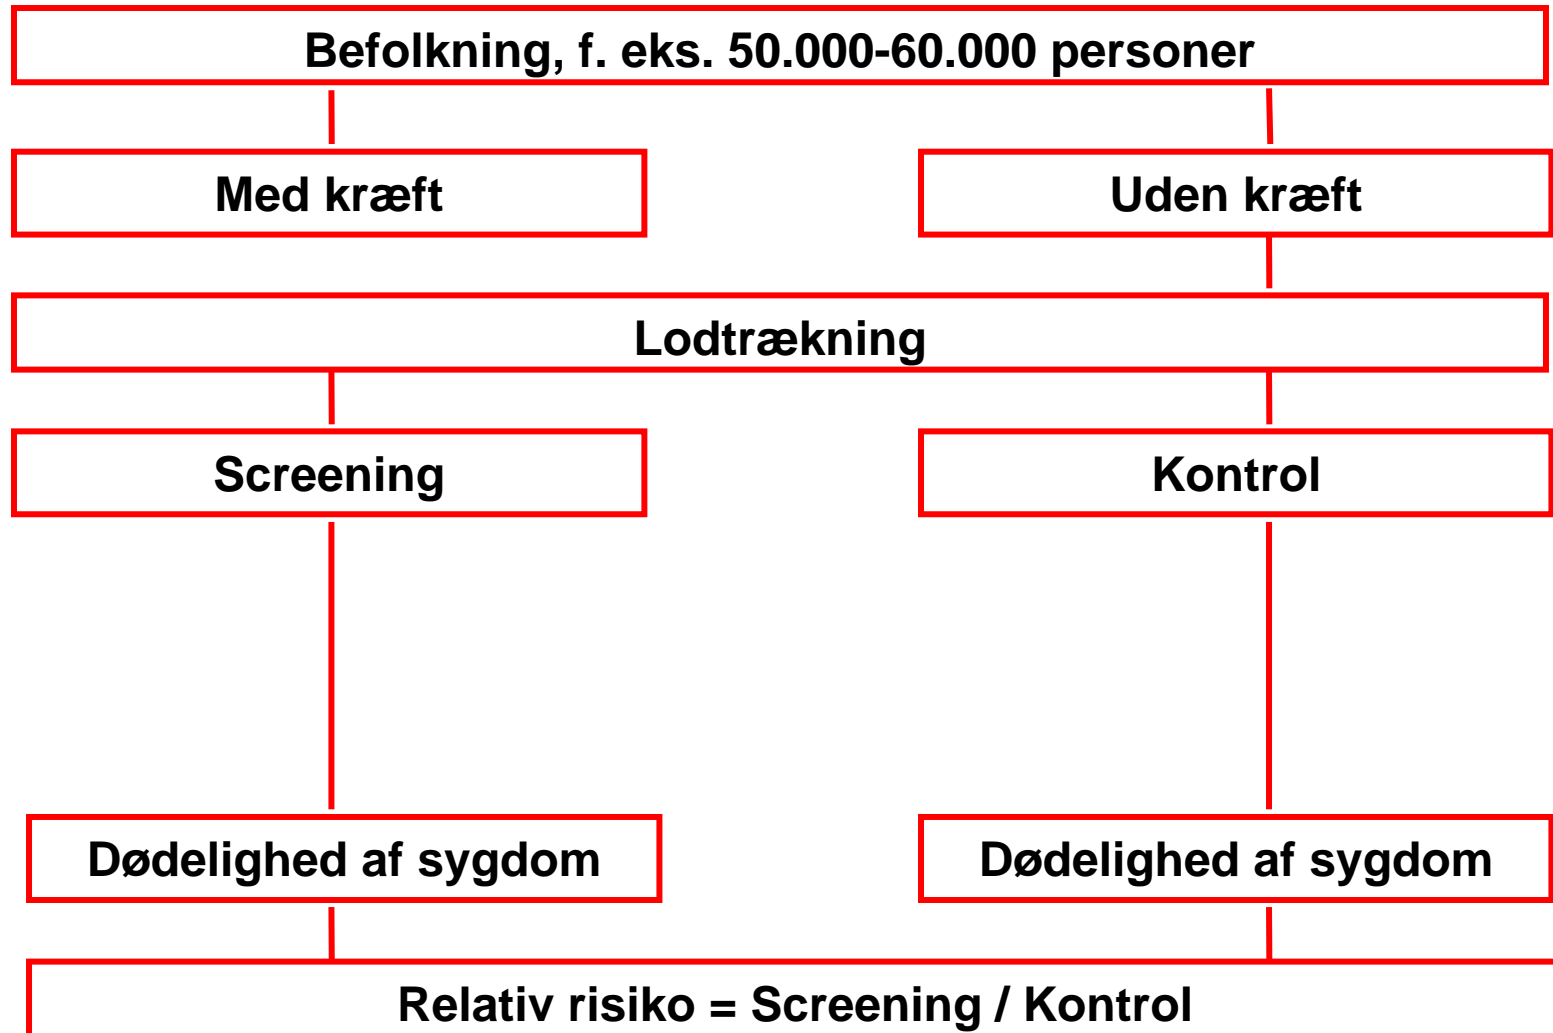 Befolkning, f. eks. 50.000-60.000 personer
Med kræft
Uden kræft
Lodtrækning
Screening
Kontrol
Dødelighed af sygdom
Dødelighed af sygdom
Relativ risiko = Screening / Kontrol